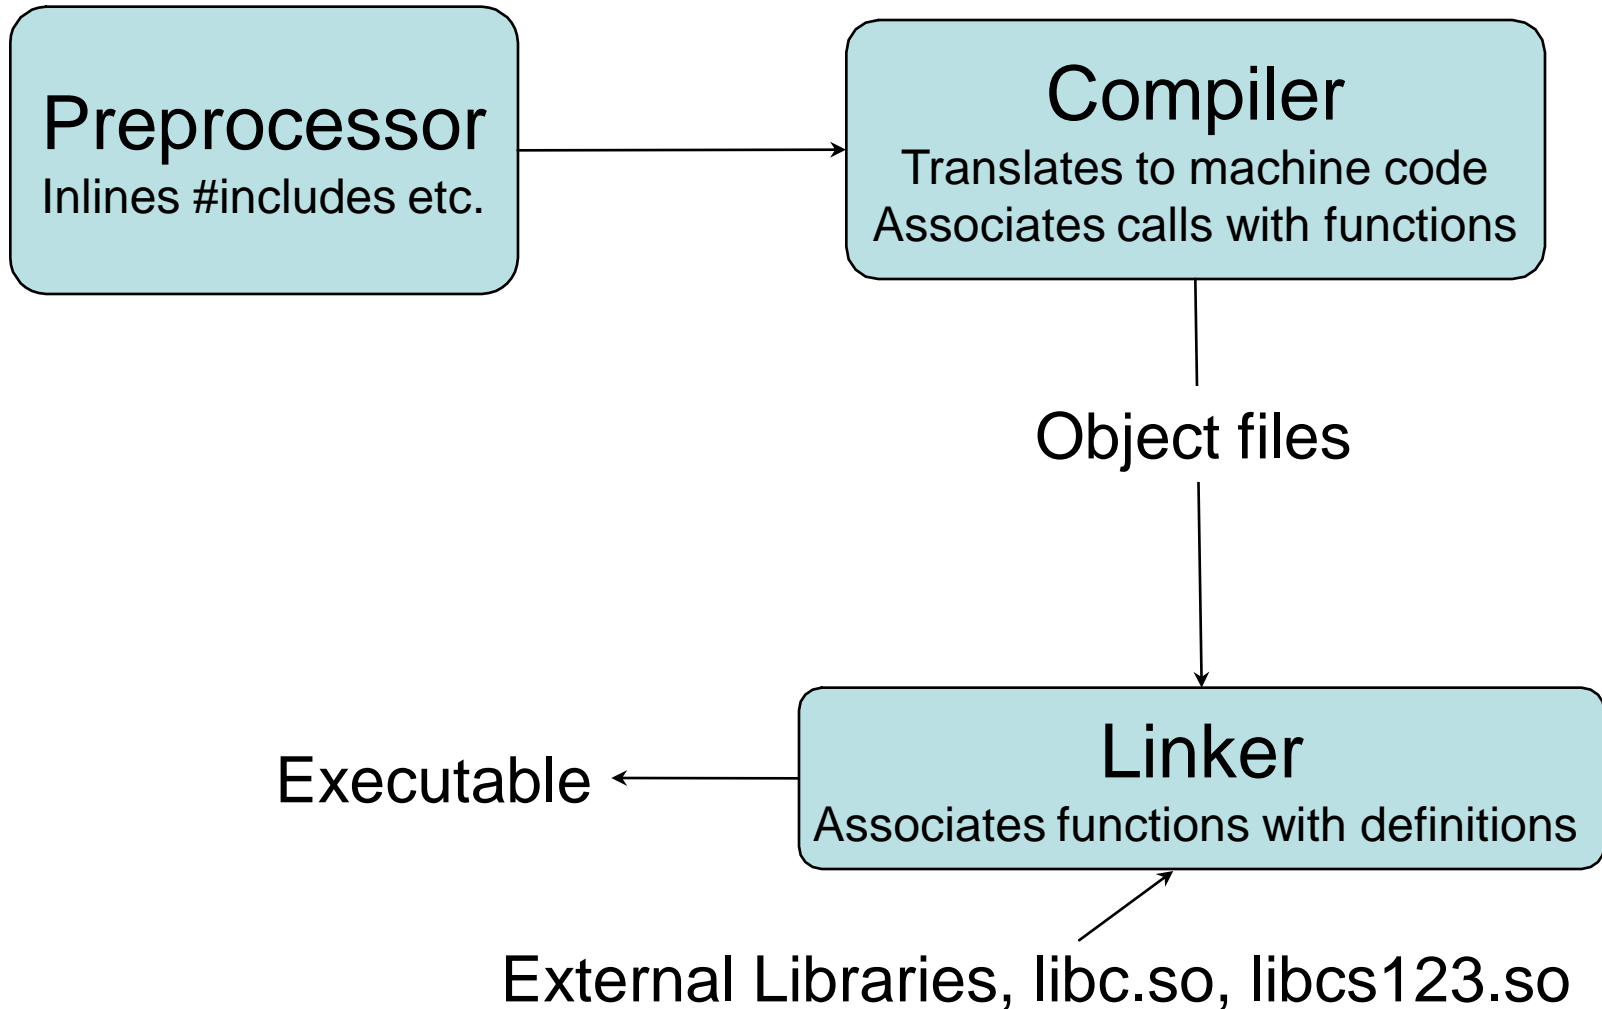 Preprocessor
Inlines #includes etc.
Compiler
Translates to machine code
Associates calls with functions
Object files
Linker
Associates functions with definitions
Executable
External Libraries, libc.so, libcs123.so